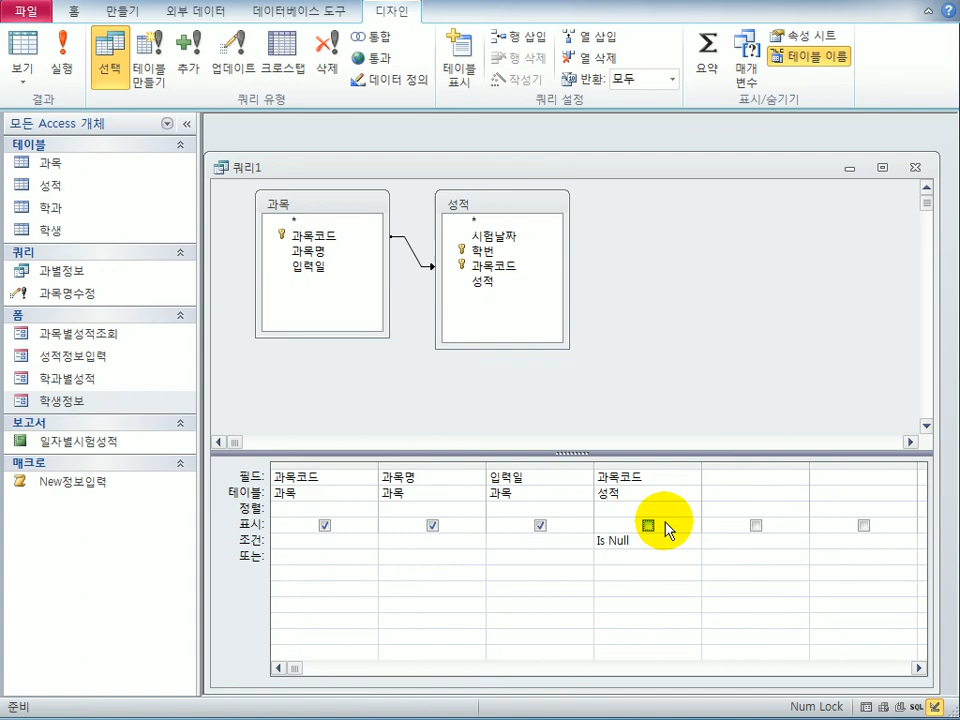 파일 홈 만들기 외부 데이터 데이터베이스 도구 디자인
보기 실행 선택 테이블 만들기 추가 업데이트 크로스탭 삭제
통합
통과
데이터 정의
테이블 표시
행 삽입
행 삭제
작성기
열 삽입
열 삭제
반환: 모두
요약
매개 변수
속성 시트
테이블 이름
결과 쿼리 유형 쿼리 설정 표시/숨기기
모든 Access 개체
테이블
과목
성적
학과
학생
쿼리
과별정보
과목명수정
폼
과목별성적조회
성적정보입력
학과별성적
학생정보
보고서
일자별시험성적
매크로
New정보입력
쿼리1
과목
*
과목코드
과목명
입력일
성적
*
시험날짜
학번
과목코드
성적
필드: 과목코드 과목명 입력일 과목코드
테이블: 과목 과목 과목 성적
정렬:
표시:
조건: Is Null
또는:
준비 Num Lock SQL